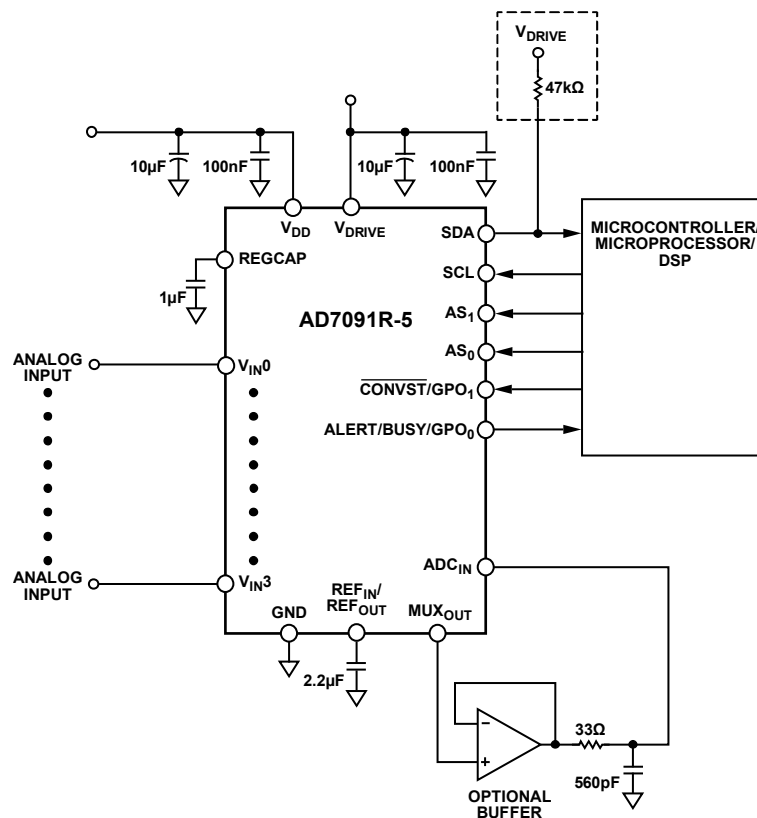 VDRIVE
47kΩ
10µF
100nF
10µF
100nF
VDD
VDRIVE
SDA
MICROCONTROLLER/
MICROPROCESSOR/
DSP
REGCAP
SCL
1µF
AD7091R-5
AS1
ANALOG
INPUT
VIN0
AS0
CONVST/GPO1
ALERT/BUSY/GPO0
ADCIN
ANALOG
INPUT
VIN3
GND
REFIN/
REFOUT
MUXOUT
2.2µF
33Ω
560pF
OPTIONAL
BUFFER